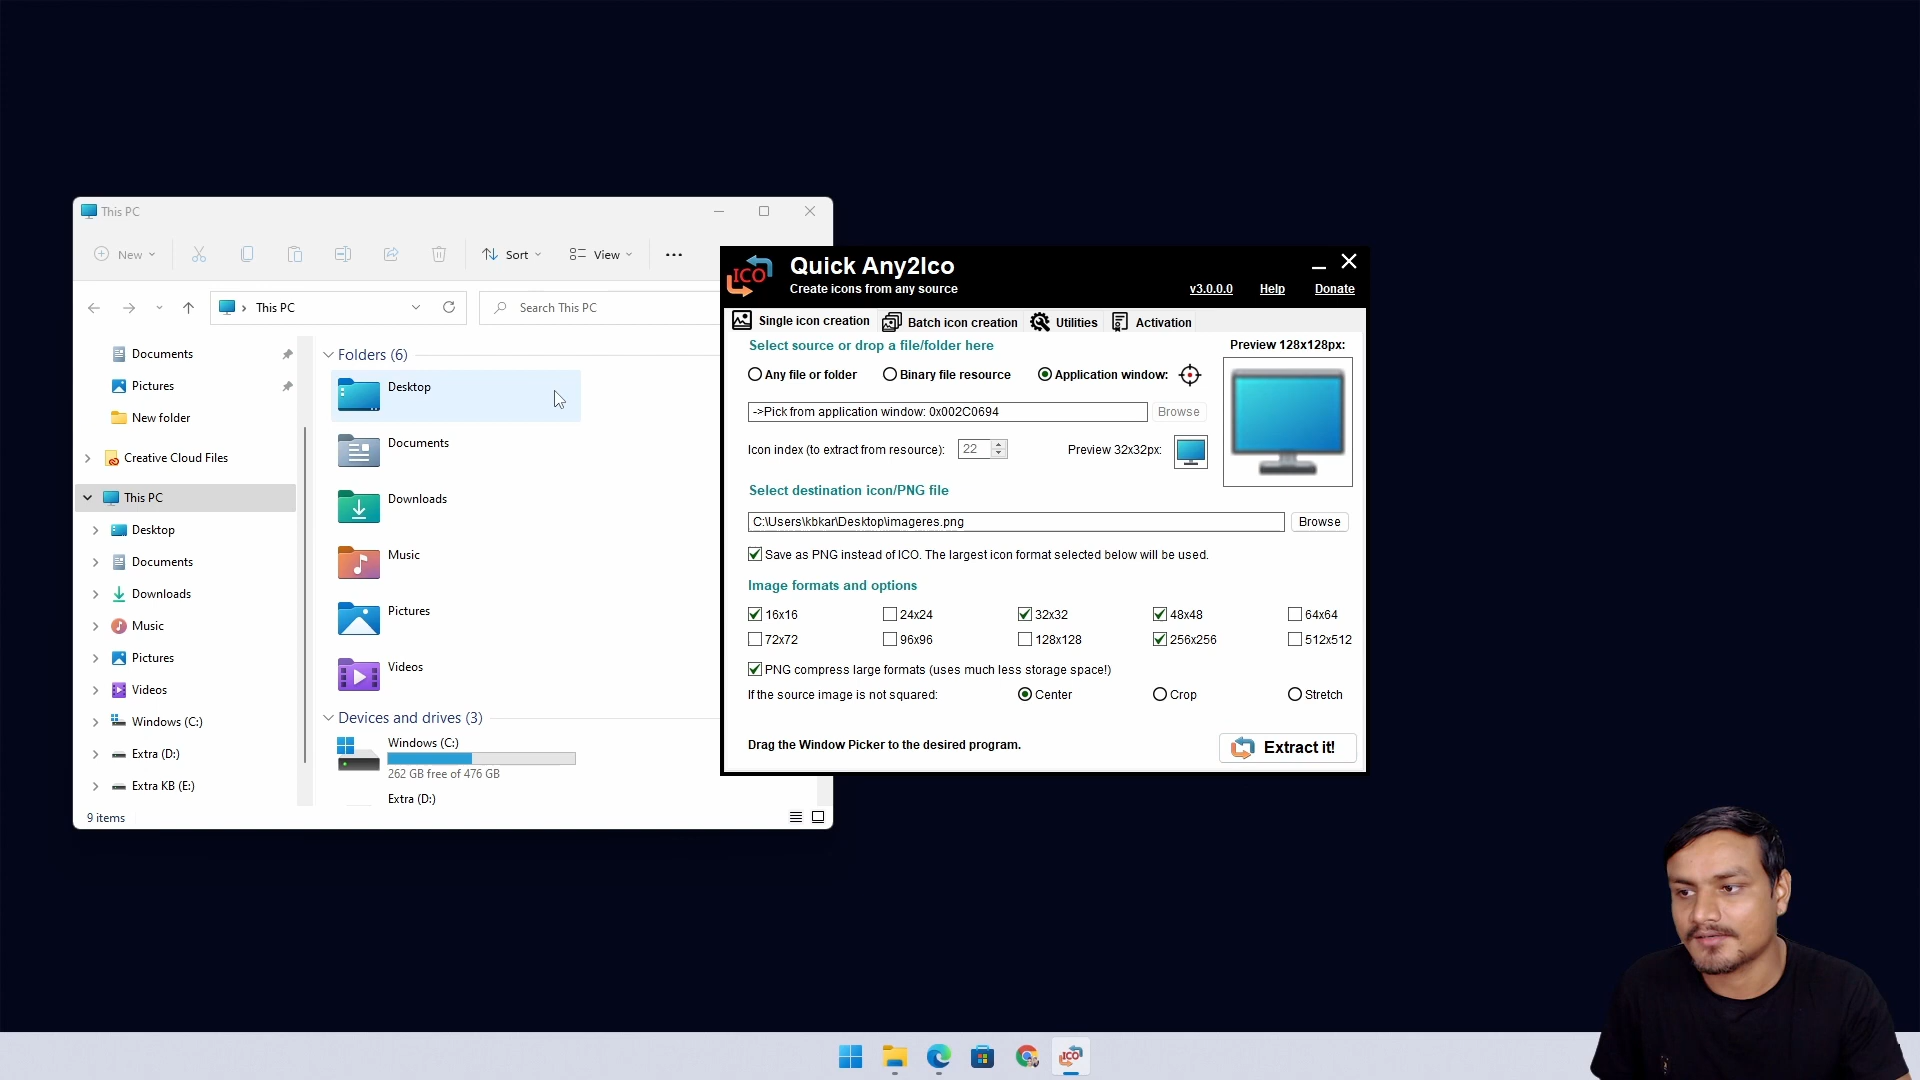 This PC
New
Sort
View
This PC
Search This PC
Documents
Pictures
New folder
Creative Cloud Files
This PC
Desktop
Documents
Downloads
Music
Pictures
Videos
Windows (C:)
Extra (D:)
Extra KB (E:)
9 items
Folders (6)
Desktop
Documents
Downloads
Music
Pictures
Videos
Devices and drives (3)
Windows (C:)
262 GB free of 476 GB
Extra (D:)
ICO
Quick Any2Ico
Create icons from any source
v3.0.0.0 Help Donate
Single icon creation Batch icon creation Utilities Activation
Select source or drop a file/folder here
Preview 128x128px:
Any file or folder Binary file resource Application window:
->Pick from application window: 0x002C0694 Browse
Icon index (to extract from resource): 22 Preview 32x32px:
Select destination icon/PNG file
C:\Users\kbkar\Desktop\imageres.png Browse
Save as PNG instead of ICO. The largest icon format selected below will be used.
Image formats and options
16x16 24x24 32x32 48x48 64x64
72x72 96x96 128x128 256x256 512x512
PNG compress large formats (uses much less storage space!)
If the source image is not squared: Center Crop Stretch
Drag the Window Picker to the desired program.
Extract it!
ICO